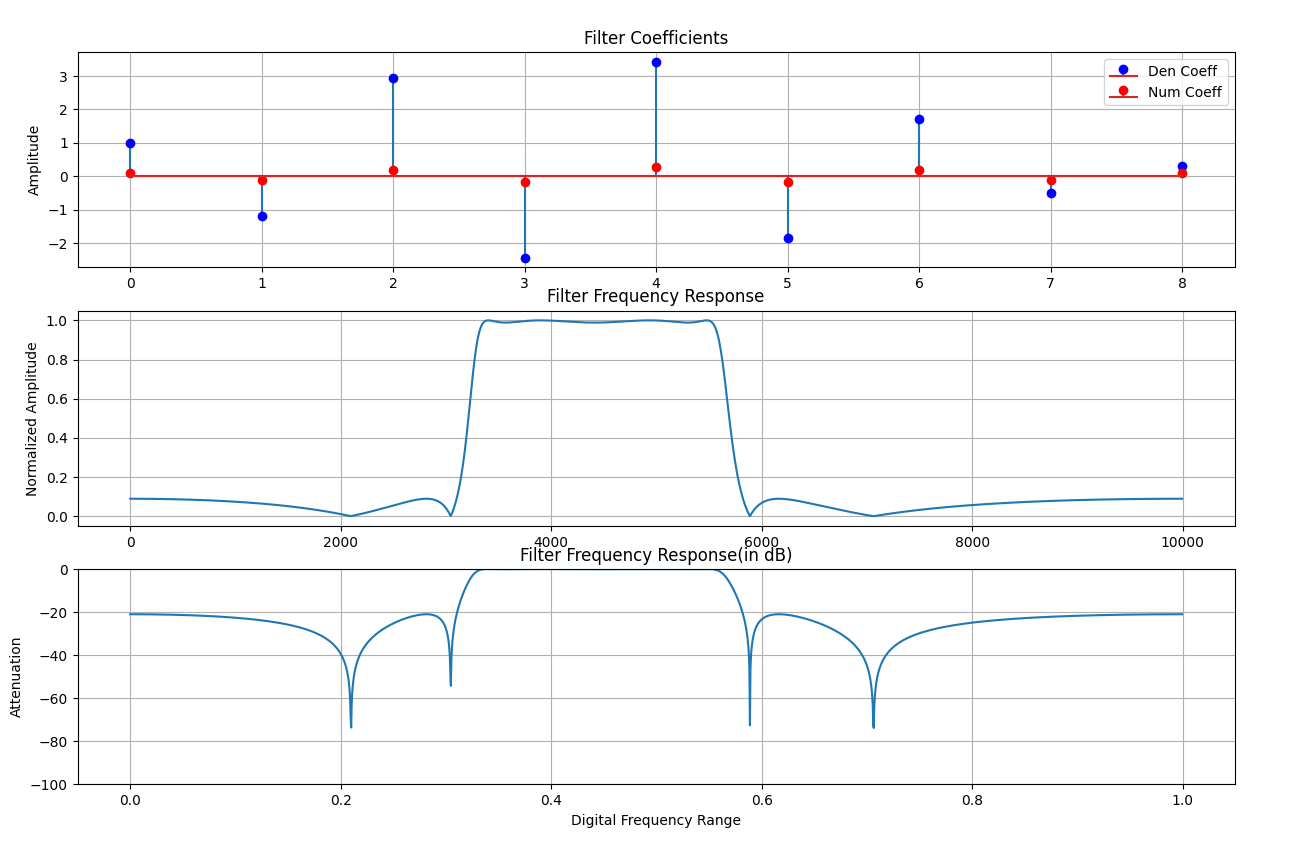 Filter Coefficients
Amplitude
3
2
1
0
−1
−2
Den Coeff
Num Coeff
0 1 2 3 4 5 6 7 8
Filter Frequency Response
Normalized Amplitude
1.0
0.8
0.6
0.4
0.2
0.0
0 2000 4000 6000 8000 10000
Filter Frequency Response(in dB)
Attenuation
0
−20
−40
−60
−80
−100
0.0 0.2 0.4 0.6 0.8 1.0
Digital Frequency Range